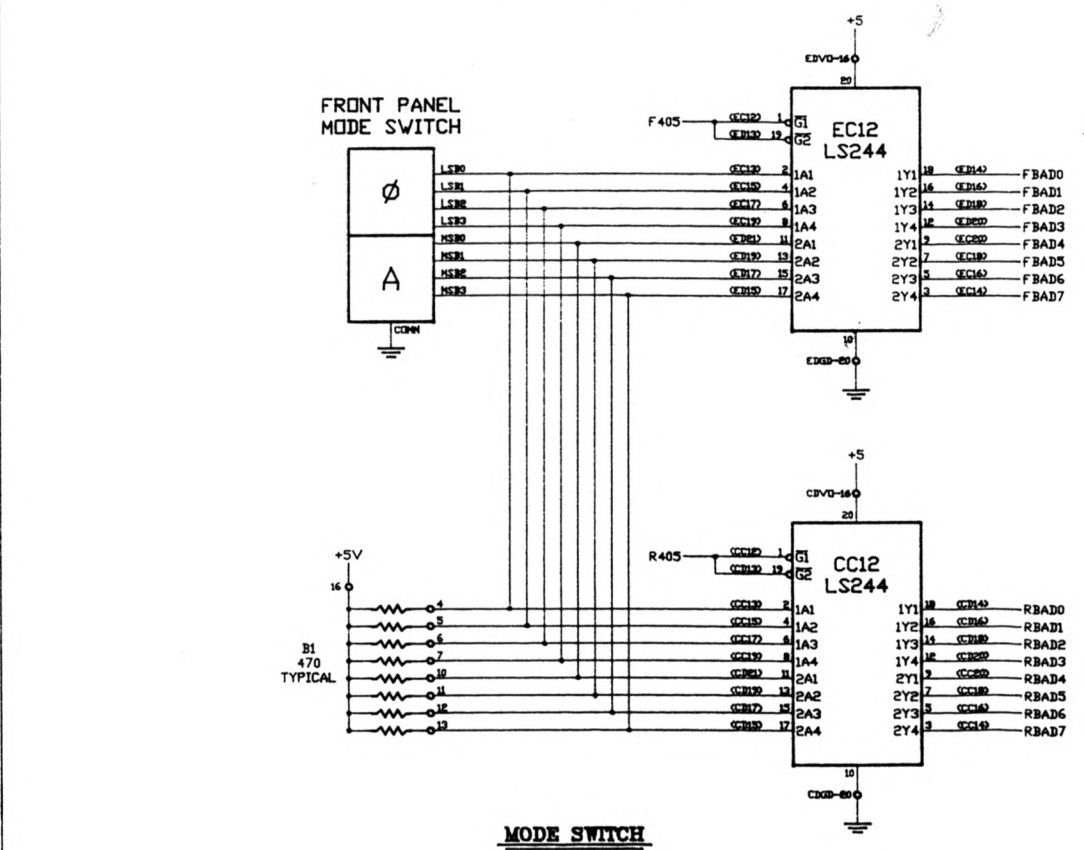 +5
EDVO-16
20
FRONT PANEL
MODE SWITCH
F405 (EC12) 1 G1
(ED13) 19 G2
EC12
LS244
Ø
A
LSB0 (EC13) 2 1A1 1Y1 18 (ED14) FBAD0
LSB1 (EC15) 4 1A2 1Y2 16 (ED16) FBAD1
LSB2 (EC17) 6 1A3 1Y3 14 (ED18) FBAD2
LSB3 (EC19) 8 1A4 1Y4 12 (ED20) FBAD3
MSB0 (ED21) 11 2A1 2Y1 9 (EC20) FBAD4
MSB1 (ED19) 13 2A2 2Y2 7 (EC18) FBAD5
MSB2 (ED17) 15 2A3 2Y3 5 (EC16) FBAD6
MSB3 (ED15) 17 2A4 2Y4 3 (EC14) FBAD7
COMM
10
EDGD-20
+5
CDVO-16
20
R405 (CC12) 1 G1
(CD13) 19 G2
CC12
LS244
+5V
16
B1
470
TYPICAL
4 (CC13) 2 1A1 1Y1 18 (CD14) RBAD0
5 (CC15) 4 1A2 1Y2 16 (CD16) RBAD1
6 (CC17) 6 1A3 1Y3 14 (CD18) RBAD2
7 (CC19) 8 1A4 1Y4 12 (CD20) RBAD3
10 (CD21) 11 2A1 2Y1 9 (CC20) RBAD4
11 (CD19) 13 2A2 2Y2 7 (CC18) RBAD5
12 (CD17) 15 2A3 2Y3 5 (CC16) RBAD6
13 (CD15) 17 2A4 2Y4 3 (CC14) RBAD7
10
CDGD-20
MODE SWITCH